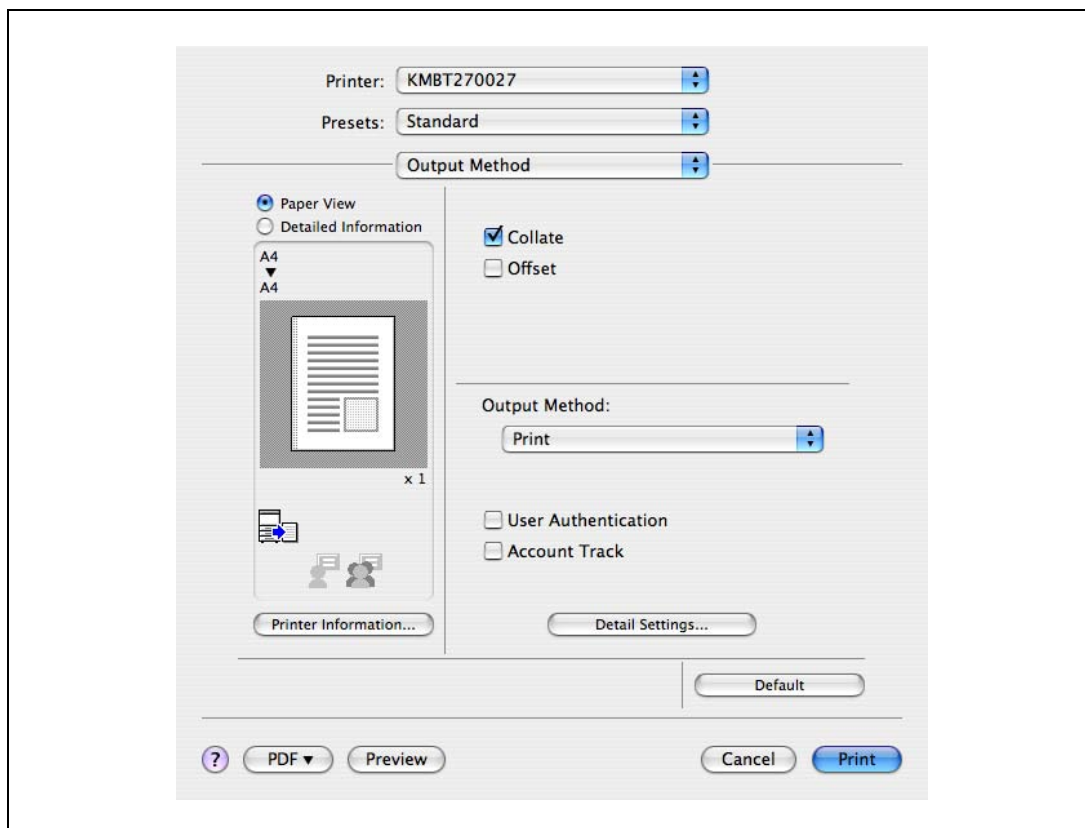 Printer: KMBT270027
Presets: Standard
Output Method
Paper View
Detailed Information
A4
A4
x 1
Printer Information...
Collate
Offset
Output Method:
Print
User Authentication
Account Track
Detail Settings...
Default
? PDF ▼ Preview Cancel Print